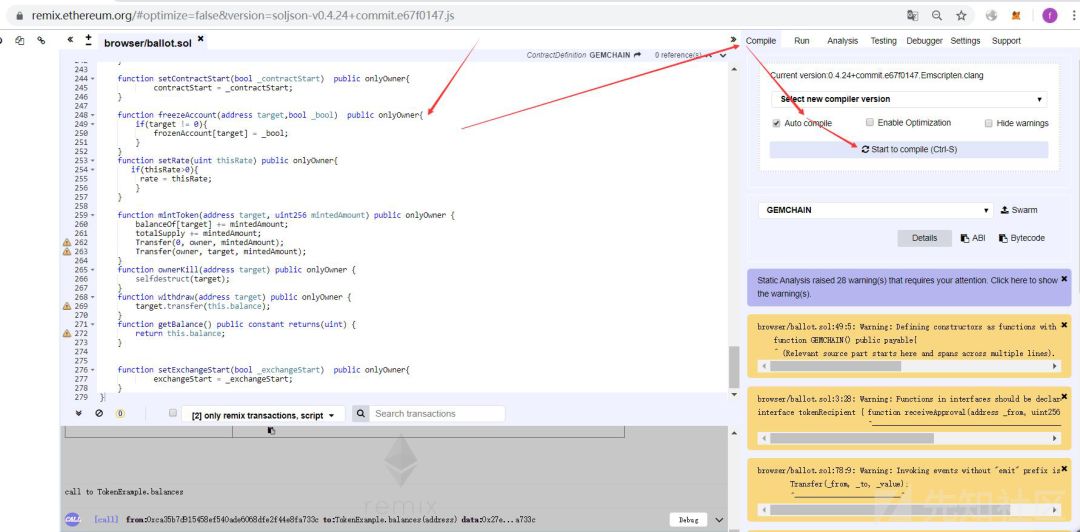 remix.ethereum.org/#optimize=false&version=soljson-v0.4.24+commit.e67f0147.js
f
browser/ballot.sol
ContractDefinition GEMCHAIN
0 reference(s)
242 }
243
244 function setContractStart(bool _contractStart) public onlyOwner{
245 contractStart = _contractStart;
246 }
247
248 function freezeAccount(address target,bool _bool) public onlyOwner{
249 if(target != 0){
250 frozenAccount[target] = _bool;
251 }
252 }
253 function setRate(uint thisRate) public onlyOwner{
254 if(thisRate>0){
255 rate = thisRate;
256 }
257 }
258
259 function mintToken(address target, uint256 mintedAmount) public onlyOwner {
260 balanceOf[target] += mintedAmount;
261 totalSupply += mintedAmount;
262 Transfer(0, owner, mintedAmount);
263 Transfer(owner, target, mintedAmount);
264 }
265 function ownerKill(address target) public onlyOwner {
266 selfdestruct(target);
267 }
268 function withdraw(address target) public onlyOwner {
269 target.transfer(this.balance);
270 }
271 function getBalance() public constant returns(uint) {
272 return this.balance;
273 }
274
275
276 function setExchangeStart(bool _exchangeStart) public onlyOwner{
277 exchangeStart = _exchangeStart;
278 }
279 }
0
[2] only remix transactions, script
Search transactions
remix
call to TokenExample.balances
CALL [call] from:0xca35b7d915458ef540ade6068dfe2f44e8fa733c to:TokenExample.balances(address) data:0x27e...a733c
Debug
Compile Run Analysis Testing Debugger Settings Support
Current version:0.4.24+commit.e67f0147.Emscripten.clang
Select new compiler version
Auto compile
Enable Optimization
Hide warnings
Start to compile (Ctrl-S)
GEMCHAIN
Swarm
Details
ABI
Bytecode
Static Analysis raised 28 warning(s) that requires your attention. Click here to show
the warning(s).
browser/ballot.sol:49:5: Warning: Defining constructors as functions with
function GEMCHAIN() public payable{
^ (Relevant source part starts here and spans across multiple lines).
browser/ballot.sol:3:28: Warning: Functions in interfaces should be declar
interface tokenRecipient { function receiveApproval(address _from, uint256
browser/ballot.sol:78:9: Warning: Invoking events without "emit" prefix is
Transfer(_from, _to, _value);
先知社区